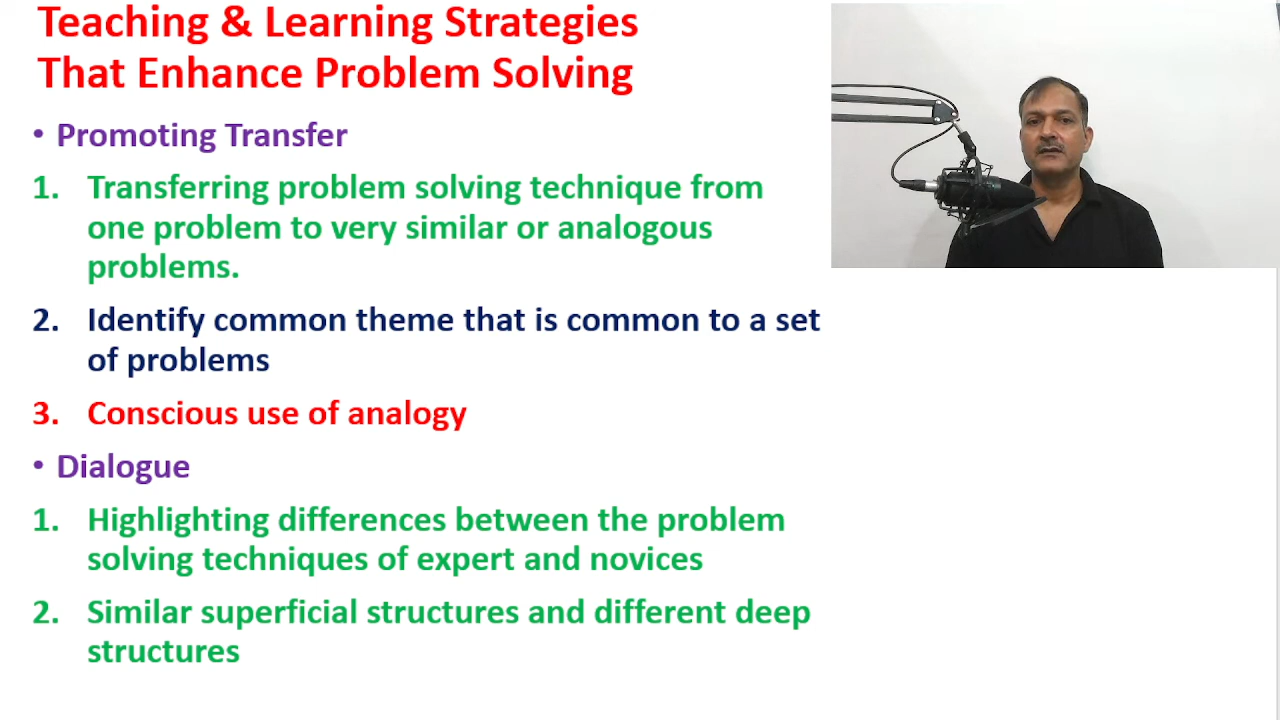 Teaching & Learning Strategies
That Enhance Problem Solving
• Promoting Transfer
1. Transferring problem solving technique from
one problem to very similar or analogous
problems.
2. Identify common theme that is common to a set
of problems
3. Conscious use of analogy
• Dialogue
1. Highlighting differences between the problem
solving techniques of expert and novices
2. Similar superficial structures and different deep
structures